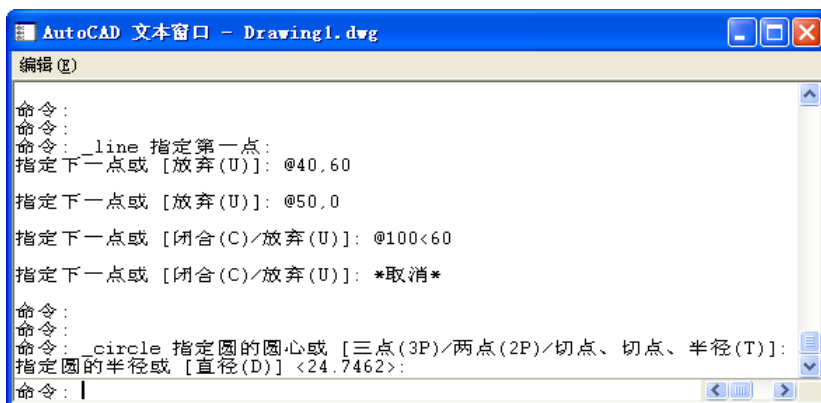 AutoCAD 文本窗口 - Drawing1.dwg
编辑(E)
命令:
命令:
命令: _line 指定第一点:
指定下一点或 [放弃(U)]: @40,60
指定下一点或 [放弃(U)]: @50,0
指定下一点或 [闭合(C)/放弃(U)]: @100<60
指定下一点或 [闭合(C)/放弃(U)]: *取消*
命令:
命令:
命令: _circle 指定圆的圆心或 [三点(3P)/两点(2P)/切点、切点、半径(T)]:
指定圆的半径或 [直径(D)] <24.7462>:
命令: